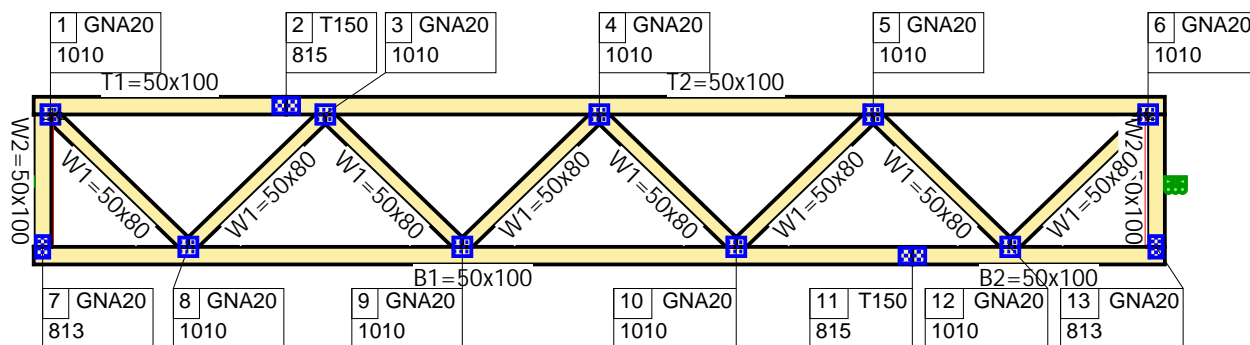 1 GNA20
1010
2 T150
815
3 GNA20
1010
4 GNA20
1010
5 GNA20
1010
6 GNA20
1010
T1=50x100
T2=50x100
W2=50x100
W1=50x80
W1=50x80
W1=50x80
W1=50x80
W1=50x80
W1=50x80
W1=50x80
W1=50x80
B1=50x100
B2=50x100
7 GNA20
813
8 GNA20
1010
9 GNA20
1010
10 GNA20
1010
11 T150
815
12 GNA20
1010
13 GNA20
813